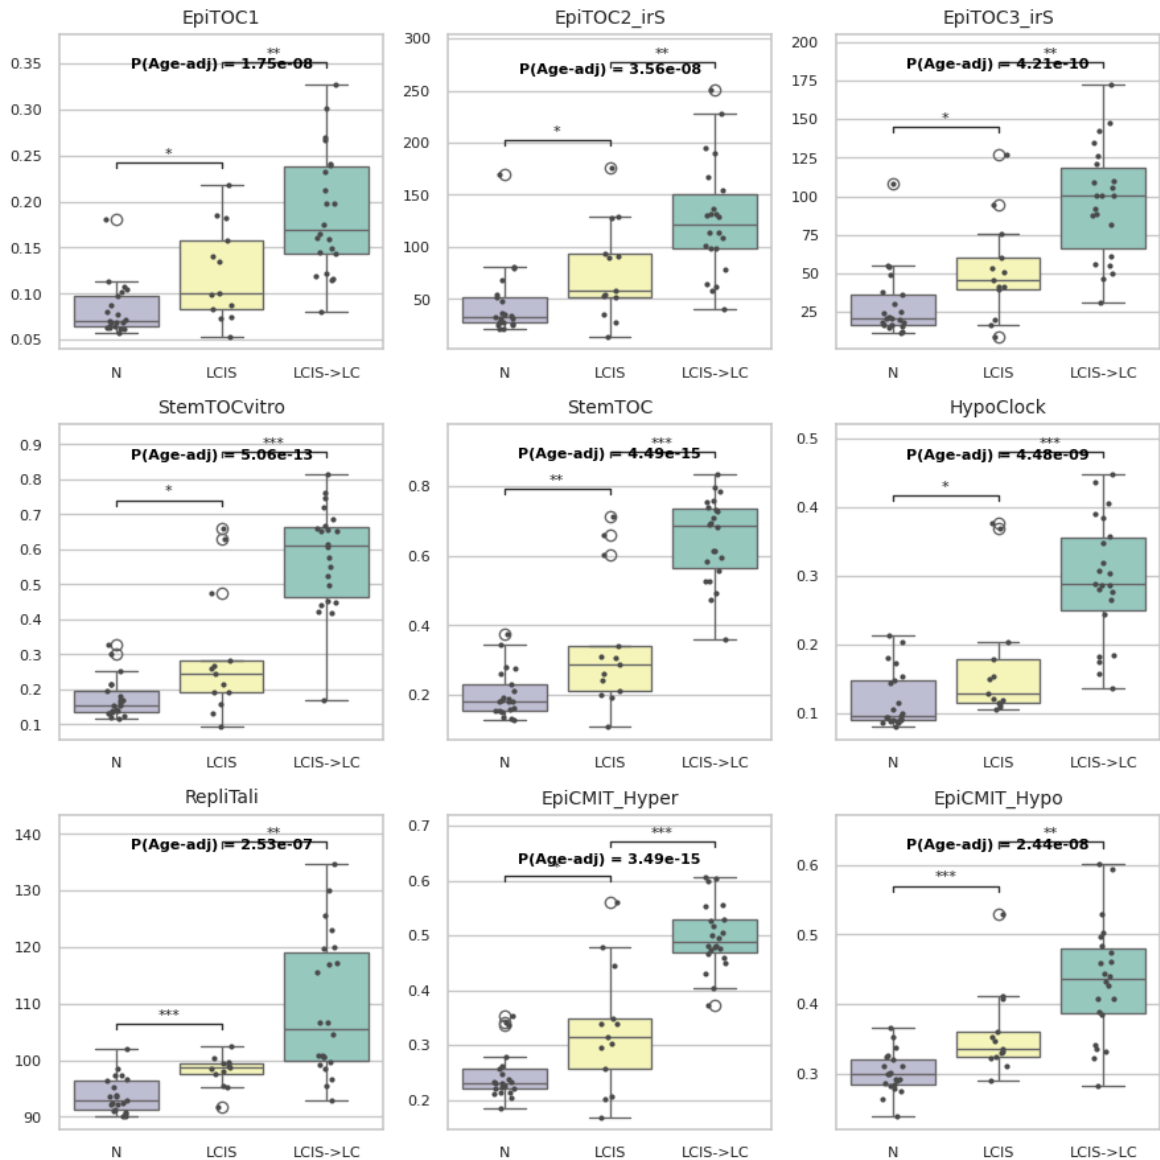 EpiTOC1
**
P(Age-adj) = 1.75e-08
*
0.35
0.30
0.25
0.20
0.15
0.10
0.05
N
LCIS
LCIS->LC
EpiTOC2_irS
**
P(Age-adj) = 3.56e-08
*
300
250
200
150
100
50
N
LCIS
LCIS->LC
EpiTOC3_irS
**
P(Age-adj) = 4.21e-10
*
200
175
150
125
100
75
50
25
N
LCIS
LCIS->LC
StemTOCvitro
***
P(Age-adj) = 5.06e-13
*
0.9
0.8
0.7
0.6
0.5
0.4
0.3
0.2
0.1
N
LCIS
LCIS->LC
StemTOC
***
P(Age-adj) = 4.49e-15
**
0.8
0.6
0.4
0.2
N
LCIS
LCIS->LC
HypoClock
***
P(Age-adj) = 4.48e-09
*
0.5
0.4
0.3
0.2
0.1
N
LCIS
LCIS->LC
RepliTali
**
P(Age-adj) = 2.53e-07
***
140
130
120
110
100
90
N
LCIS
LCIS->LC
EpiCMIT_Hyper
***
P(Age-adj) = 3.49e-15
*
0.7
0.6
0.5
0.4
0.3
0.2
N
LCIS
LCIS->LC
EpiCMIT_Hypo
**
P(Age-adj) = 2.44e-08
***
0.6
0.5
0.4
0.3
N
LCIS
LCIS->LC